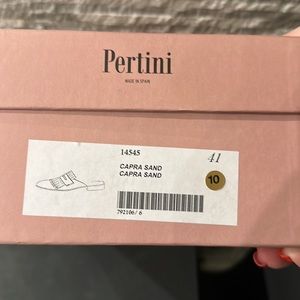 Pertini
MADE IN SPAIN
14545
41
CAPRA SAND
CAPRA SAND
10
792106/ 6